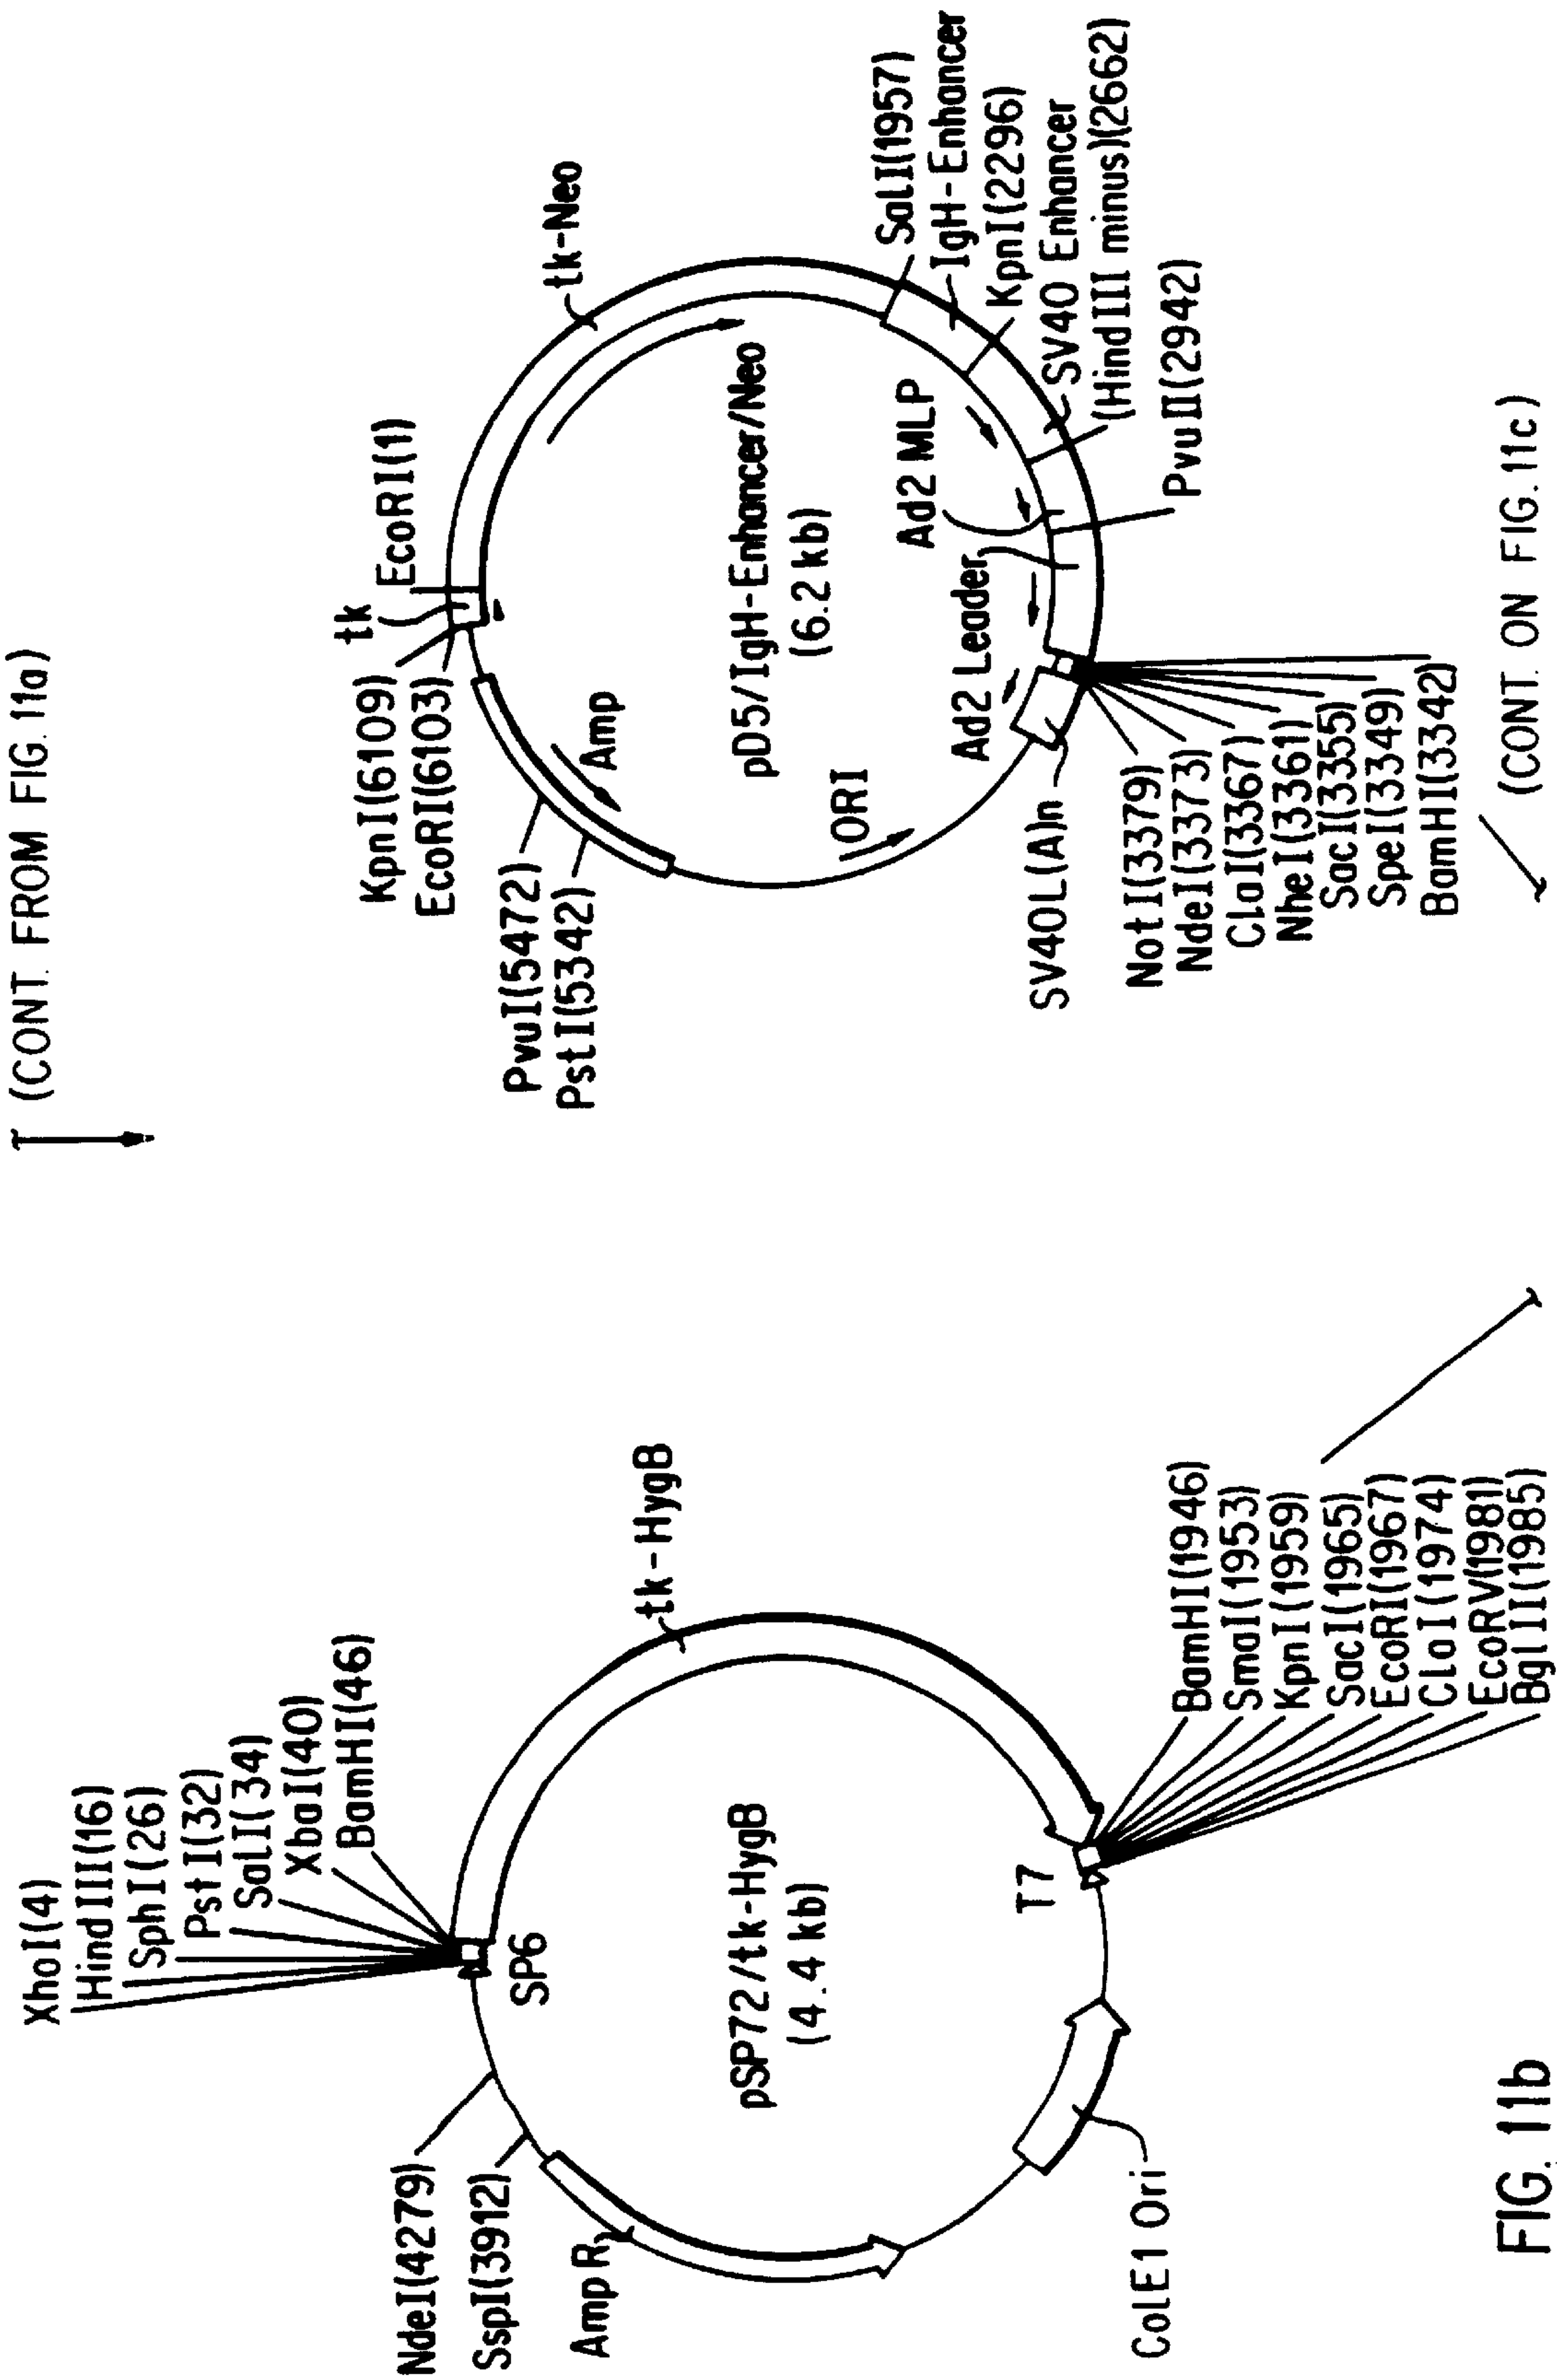 (CONT. FROM FIG.11a)
XhoI(4)
HindIII(16)
SphI(26)
PstI(32)
SalI(34)
XbaI(40)
BamHI(46)
NdeI(4279)
SspI(3912)
AmpR
SP6
tk-HygB
pSP72/tk-HygB
(4.4 kb)
T7
ColE1 Ori
BamHI(1946)
SmaI(1953)
KpnI(1959)
SacI(1965)
EcoRI(1967)
ClaI(1974)
EcoRV(1981)
BglII(1985)
tk
EcoRI(1)
KpnI(6109)
EcoRI(6103)
PvuI(5472)
PstI(5342)
Amp
tk-Neo
pD5/IgH-Enhancer/Neo
(6.2 kb)
ORI
SalI(1957)
IgH-Enhancer
KpnI(2296)
SV40 Enhancer
(HindIII minus)(2662)
PvuII(2942)
Ad2 MLP
Ad2 Leader
SV40L(A)n
NotI(3379)
NdeI(3373)
ClaI(3367)
NheI(3361)
SacI(3355)
SpeI(3349)
BamHI(3342)
(CONT. ON FIG.11c)
FIG. 11b